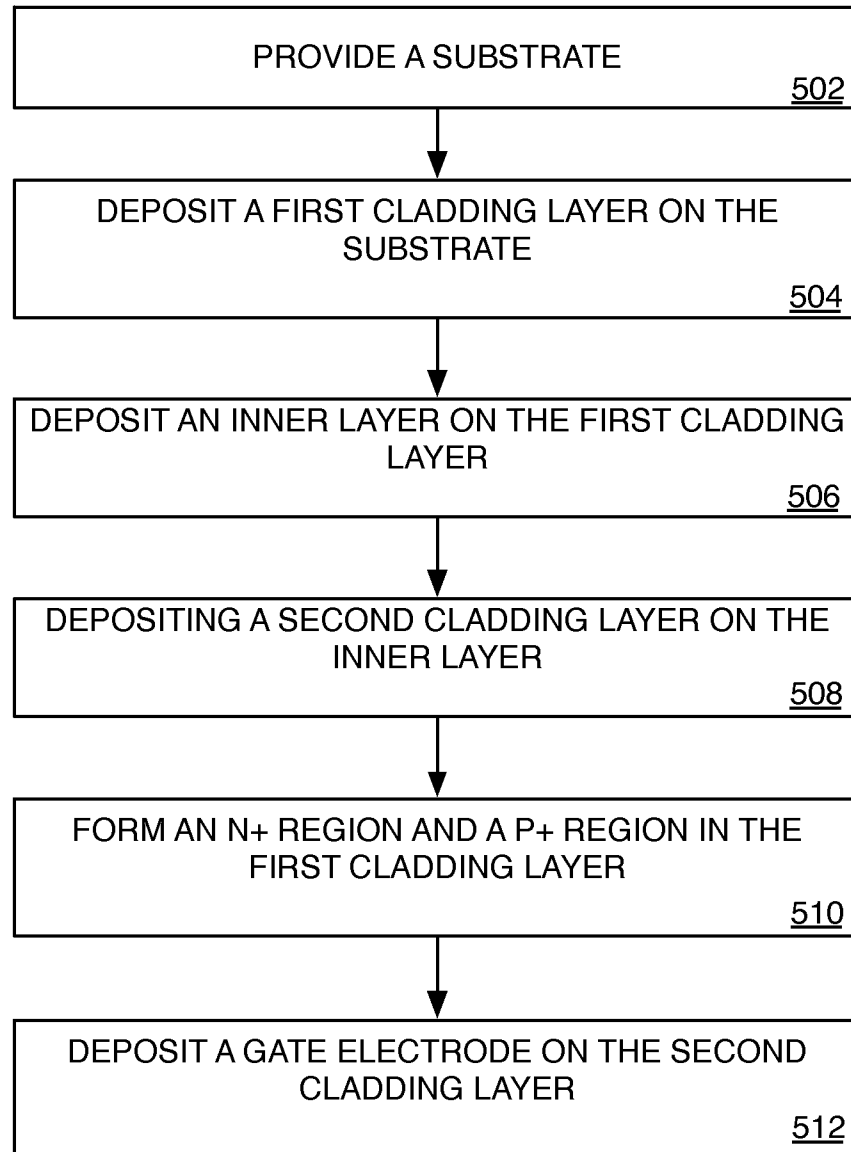 PROVIDE A SUBSTRATE
502
DEPOSIT A FIRST CLADDING LAYER ON THE
SUBSTRATE
504
DEPOSIT AN INNER LAYER ON THE FIRST CLADDING
LAYER
506
DEPOSITING A SECOND CLADDING LAYER ON THE
INNER LAYER
508
FORM AN N+ REGION AND A P+ REGION IN THE
FIRST CLADDING LAYER
510
DEPOSIT A GATE ELECTRODE ON THE SECOND
CLADDING LAYER
512